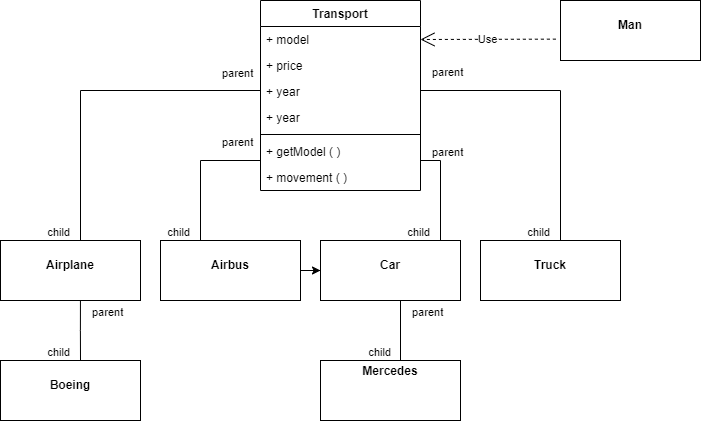 Transport
+ model
+ price
+ year
+ year
+ getModel ( )
+ movement ( )
Use
Man
parent
parent
parent
parent
child
child
child
child
Airplane
Airbus
Car
Truck
parent
parent
child
child
Boeing
Mercedes